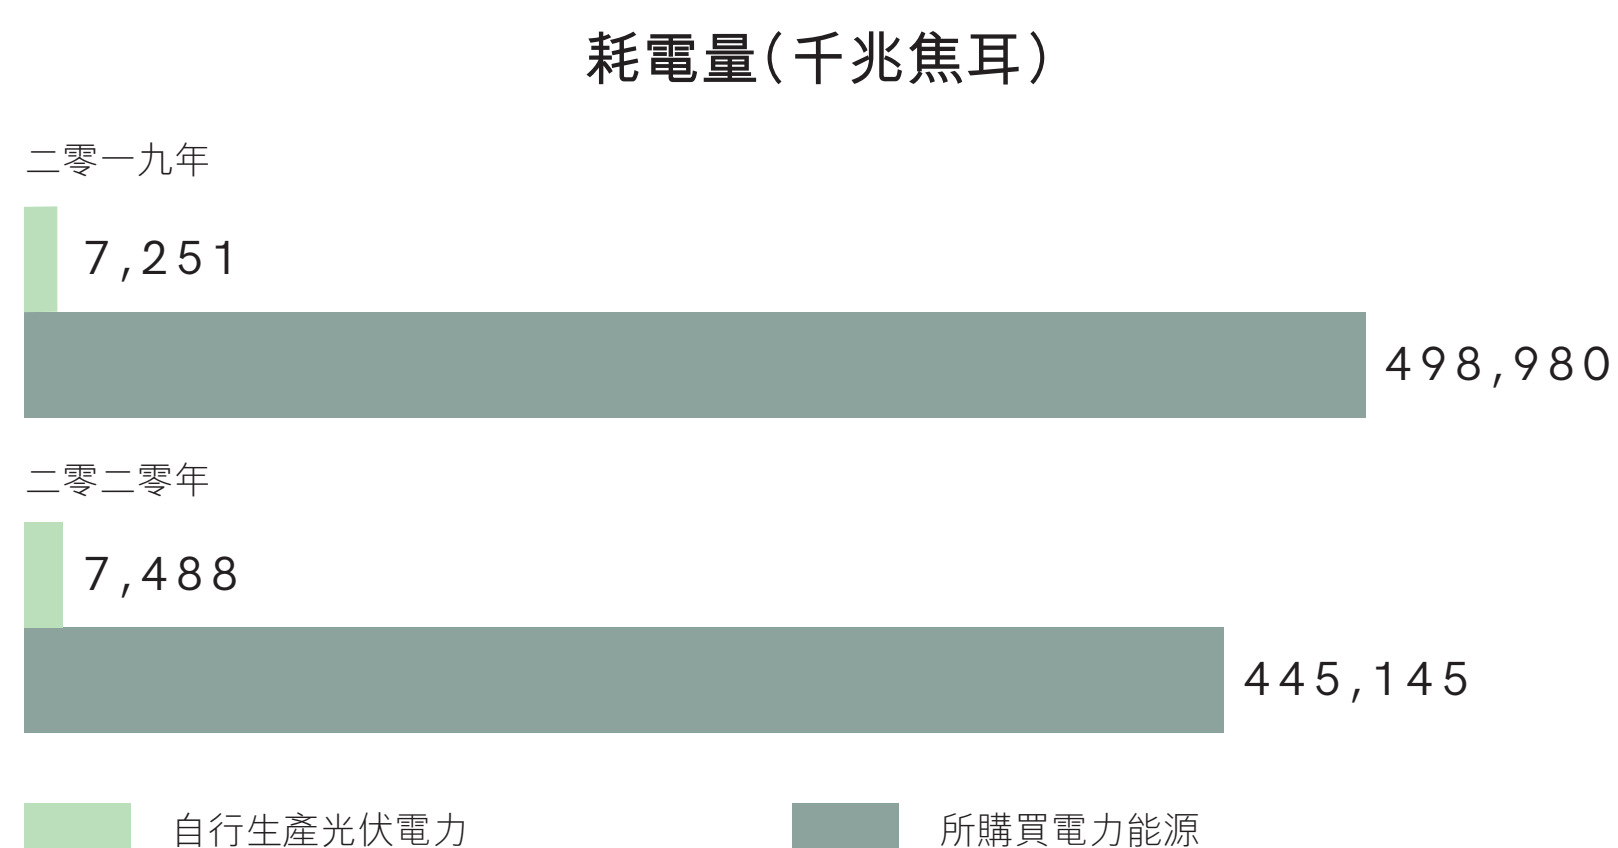 耗電量(千兆焦耳)
二零一九年
7,251
498,980
二零二零年
7,488
445,145
自行生產光伏電力
所購買電力能源